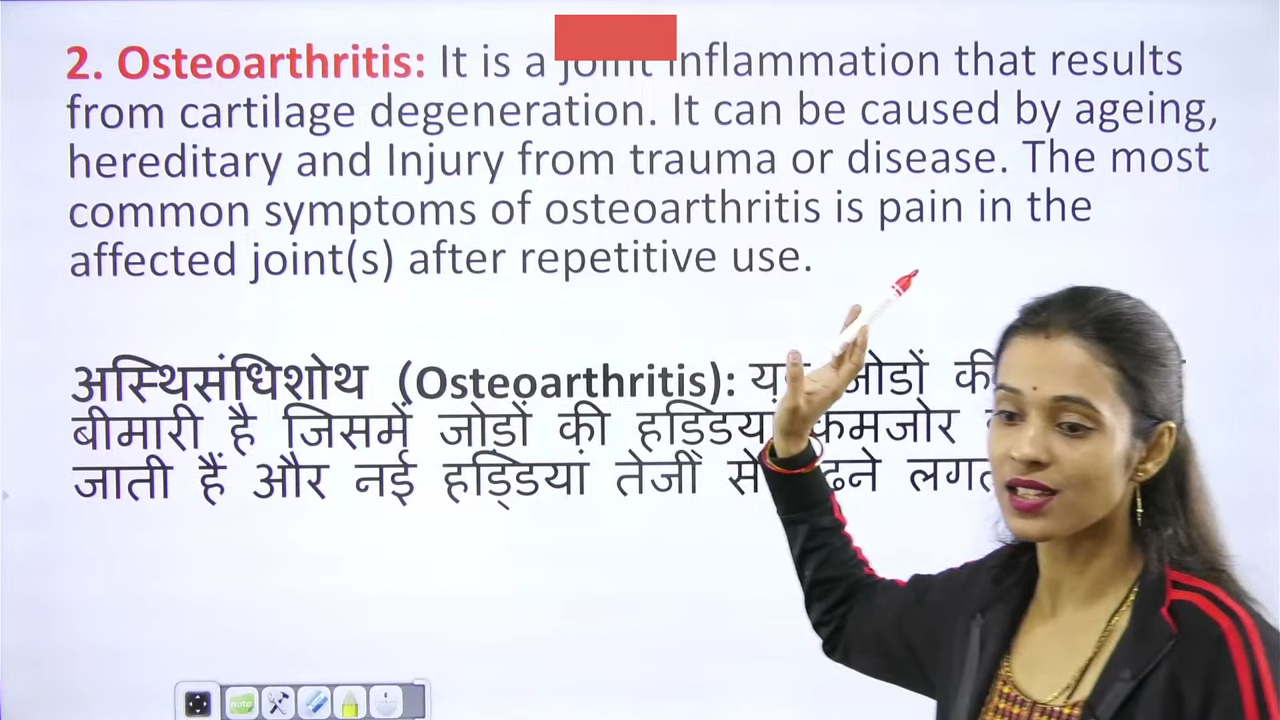 2. Osteoarthritis: It is a joint inflammation that results
from cartilage degeneration. It can be caused by ageing,
hereditary and Injury from trauma or disease. The most
common symptoms of osteoarthritis is pain in the
affected joint(s) after repetitive use.
अस्थिसंधिशोथ (Osteoarthritis): जोड़ों की
बीमारी है जिसमें जोड़ों की हड्डियां कमजोर
जाती हैं और नई हड्डियां तेजी से
Note